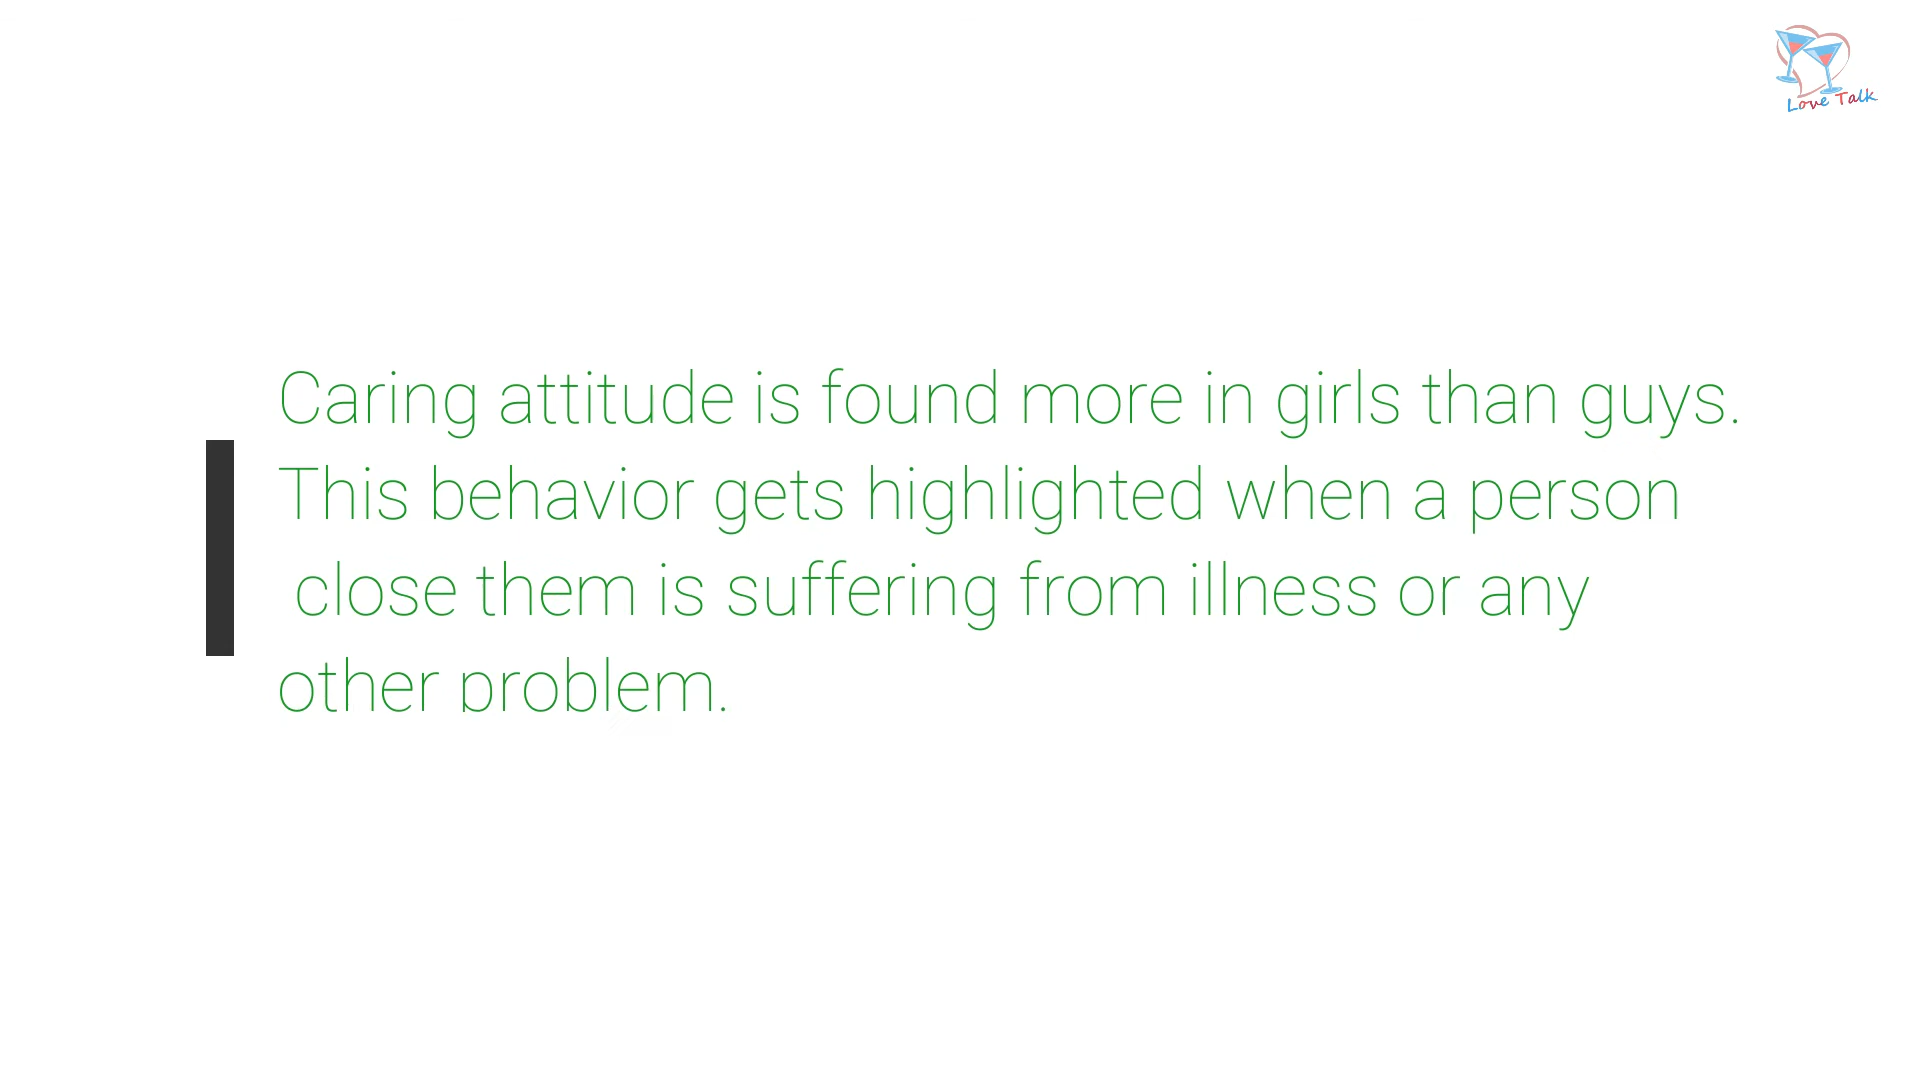 Love Talk
Caring attitude is found more in girls than guys.
This behavior gets highlighted when a person
close them is suffering from illness or any
other problem.